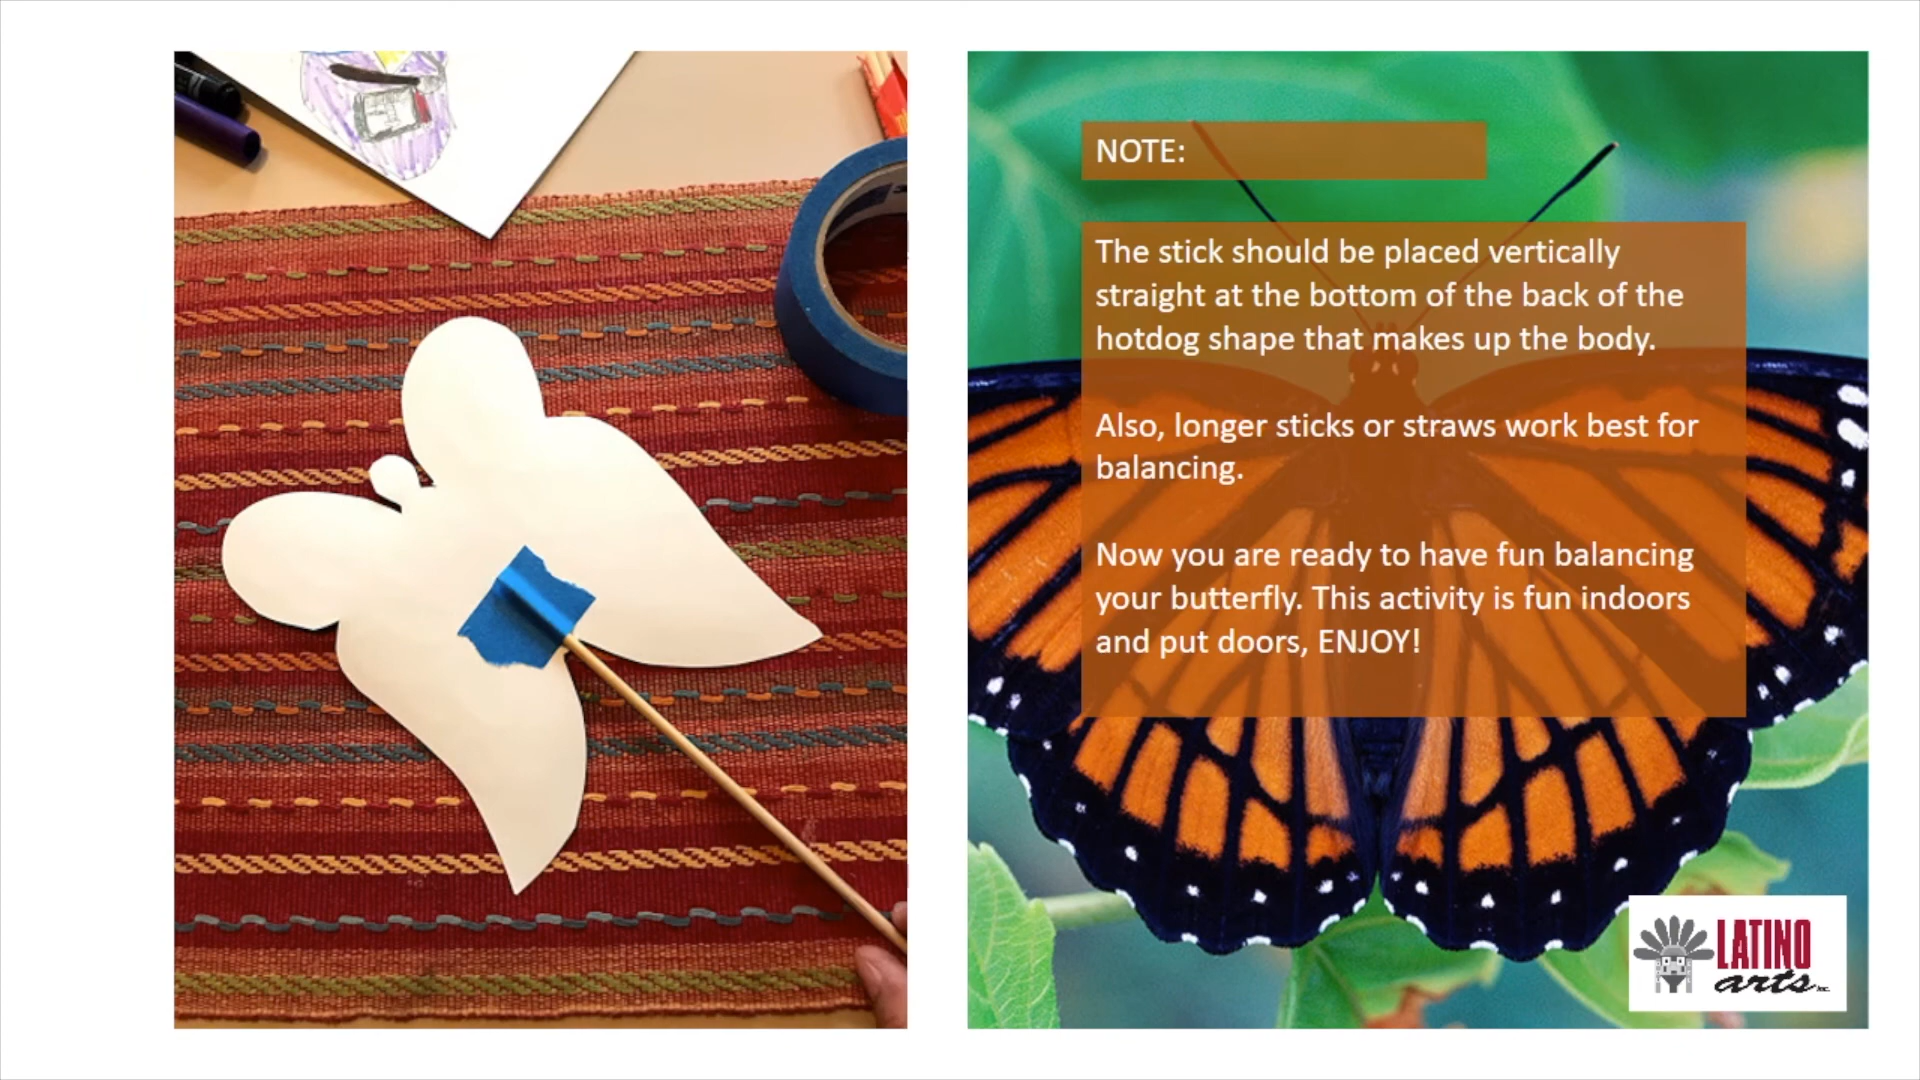 NOTE:
The stick should be placed vertically
straight at the bottom of the back of the
hotdog shape that makes up the body.
Also, longer sticks or straws work best for
balancing.
Now you are ready to have fun balancing
your butterfly. This activity is fun indoors
and put doors, ENJOY!
LATINO
arts inc.